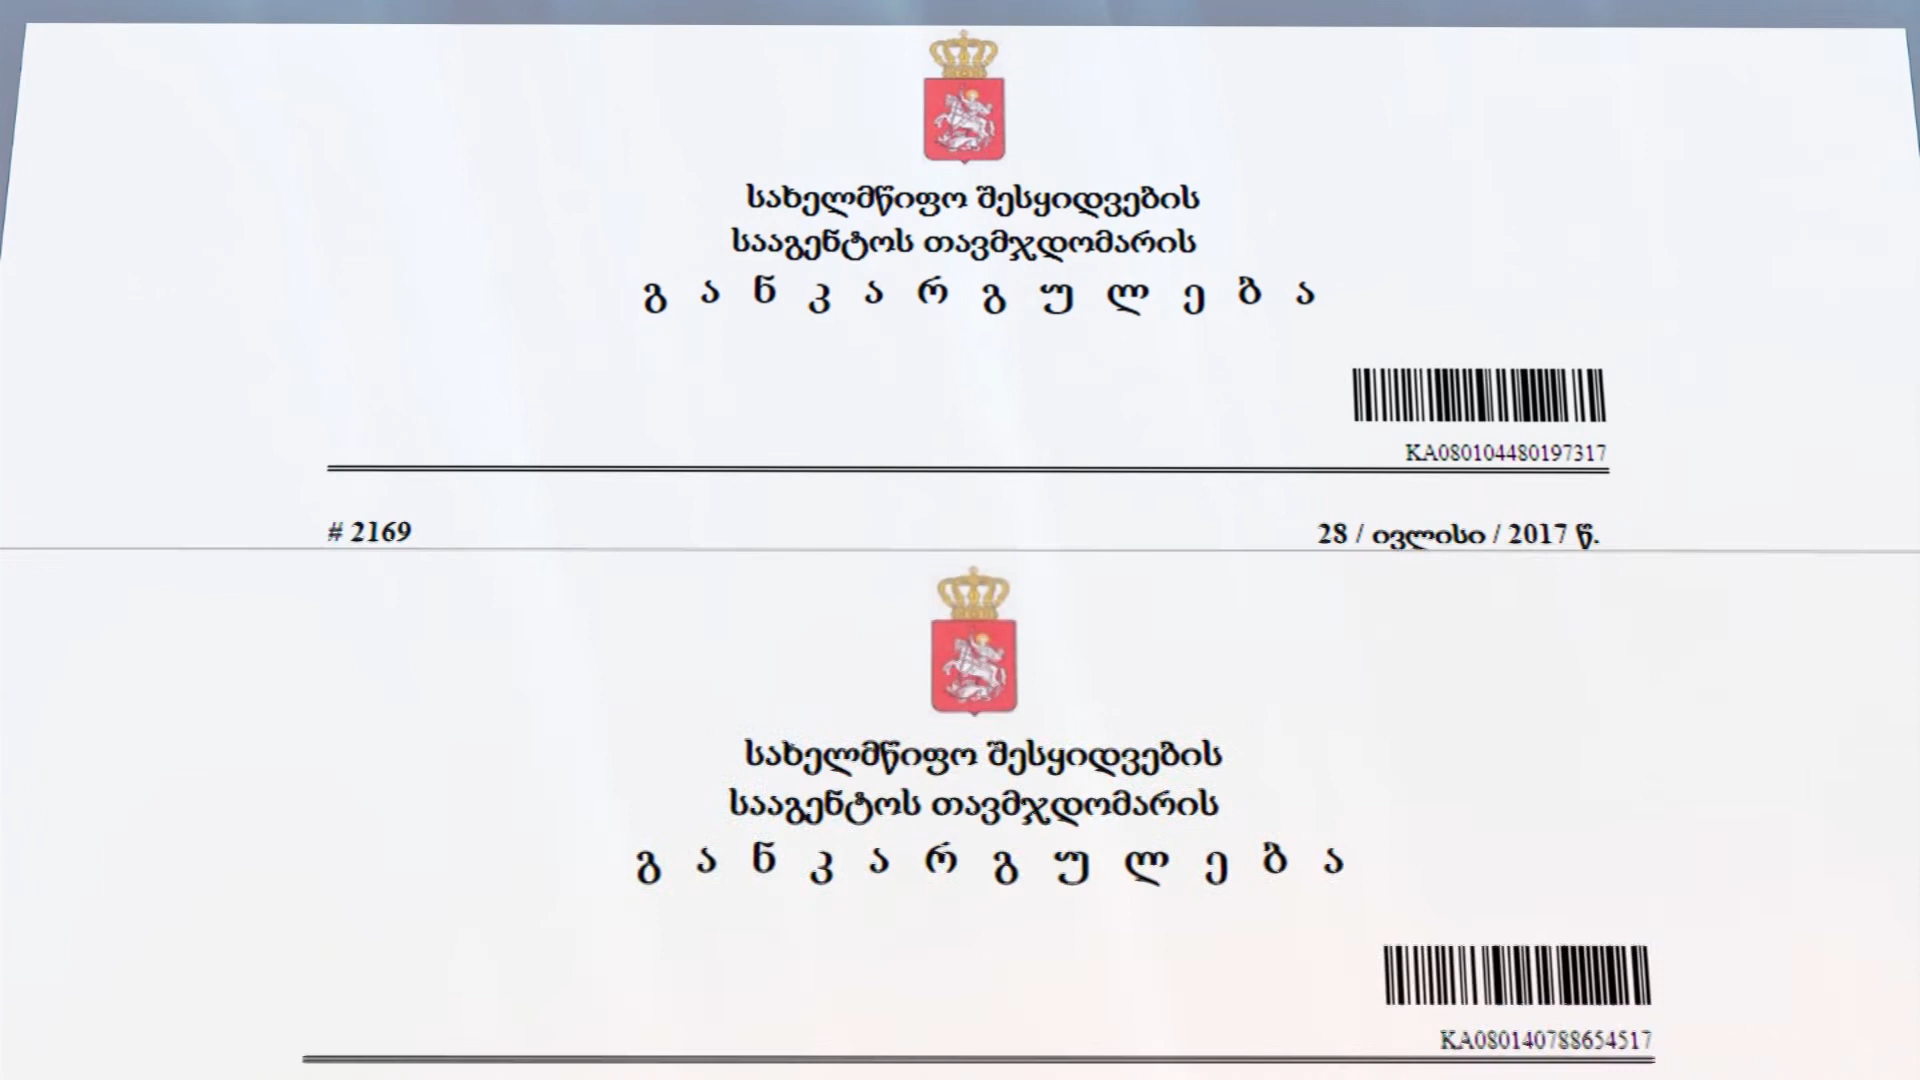 სახელმწიფო შესყიდვების
სააგენტოს თავმჯდომარის
გ ა ნ კ ა რ გ უ ლ ე ბ ა
KA080104480197317
# 2169
28 / ივლისი / 2017 წ.
სახელმწიფო შესყიდვების
სააგენტოს თავმჯდომარის
გ ა ნ კ ა რ გ უ ლ ე ბ ა
KA080140788654517